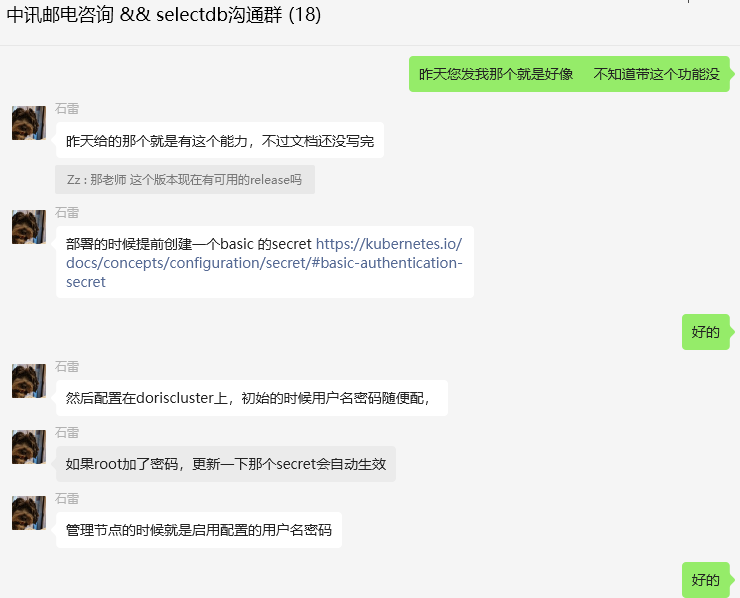 中讯邮电咨询 && selectdb沟通群 (18)
昨天您发我那个就是好像 不知道带这个功能没
石雷
昨天给的那个就是有这个能力，不过文档还没写完
Zz : 那老师 这个版本现在有可用的release吗
石雷
部署的时候提前创建一个basic 的secret https://kubernetes.io/
docs/concepts/configuration/secret/#basic-authentication-
secret
好的
石雷
然后配置在doriscluster上，初始的时候用户名密码随便配，
石雷
如果root加了密码，更新一下那个secret会自动生效
石雷
管理节点的时候就是启用配置的用户名密码
好的